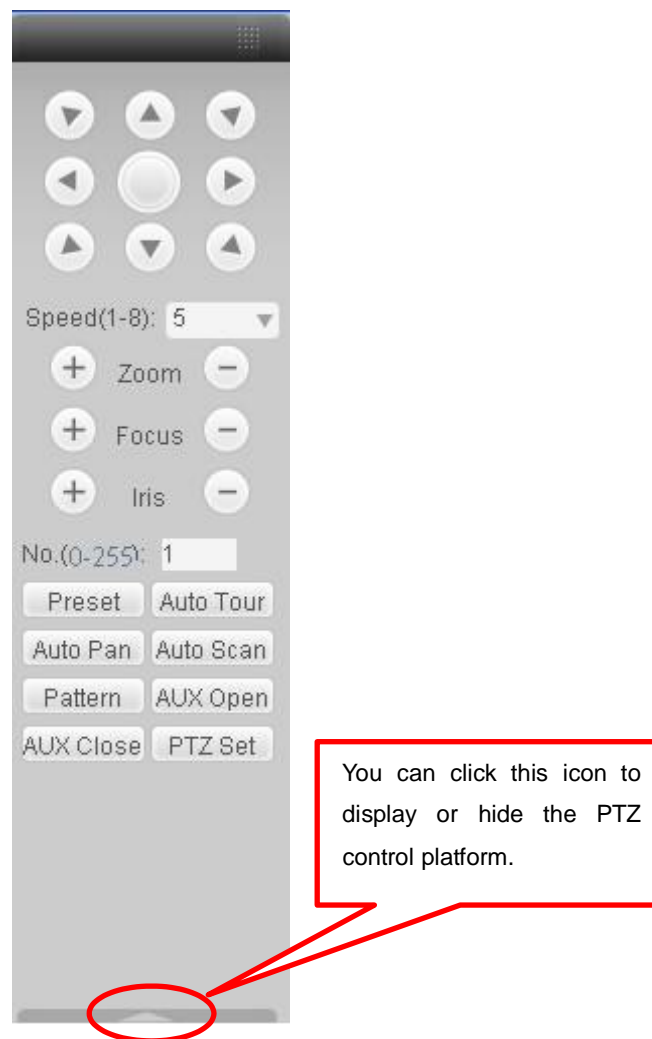 Speed(1-8): 5
+ Zoom −
+ Focus −
+ Iris −
No.(0-255): 1
Preset Auto Tour
Auto Pan Auto Scan
Pattern AUX Open
AUX Close PTZ Set
You can click this icon to
display or hide the PTZ
control platform.